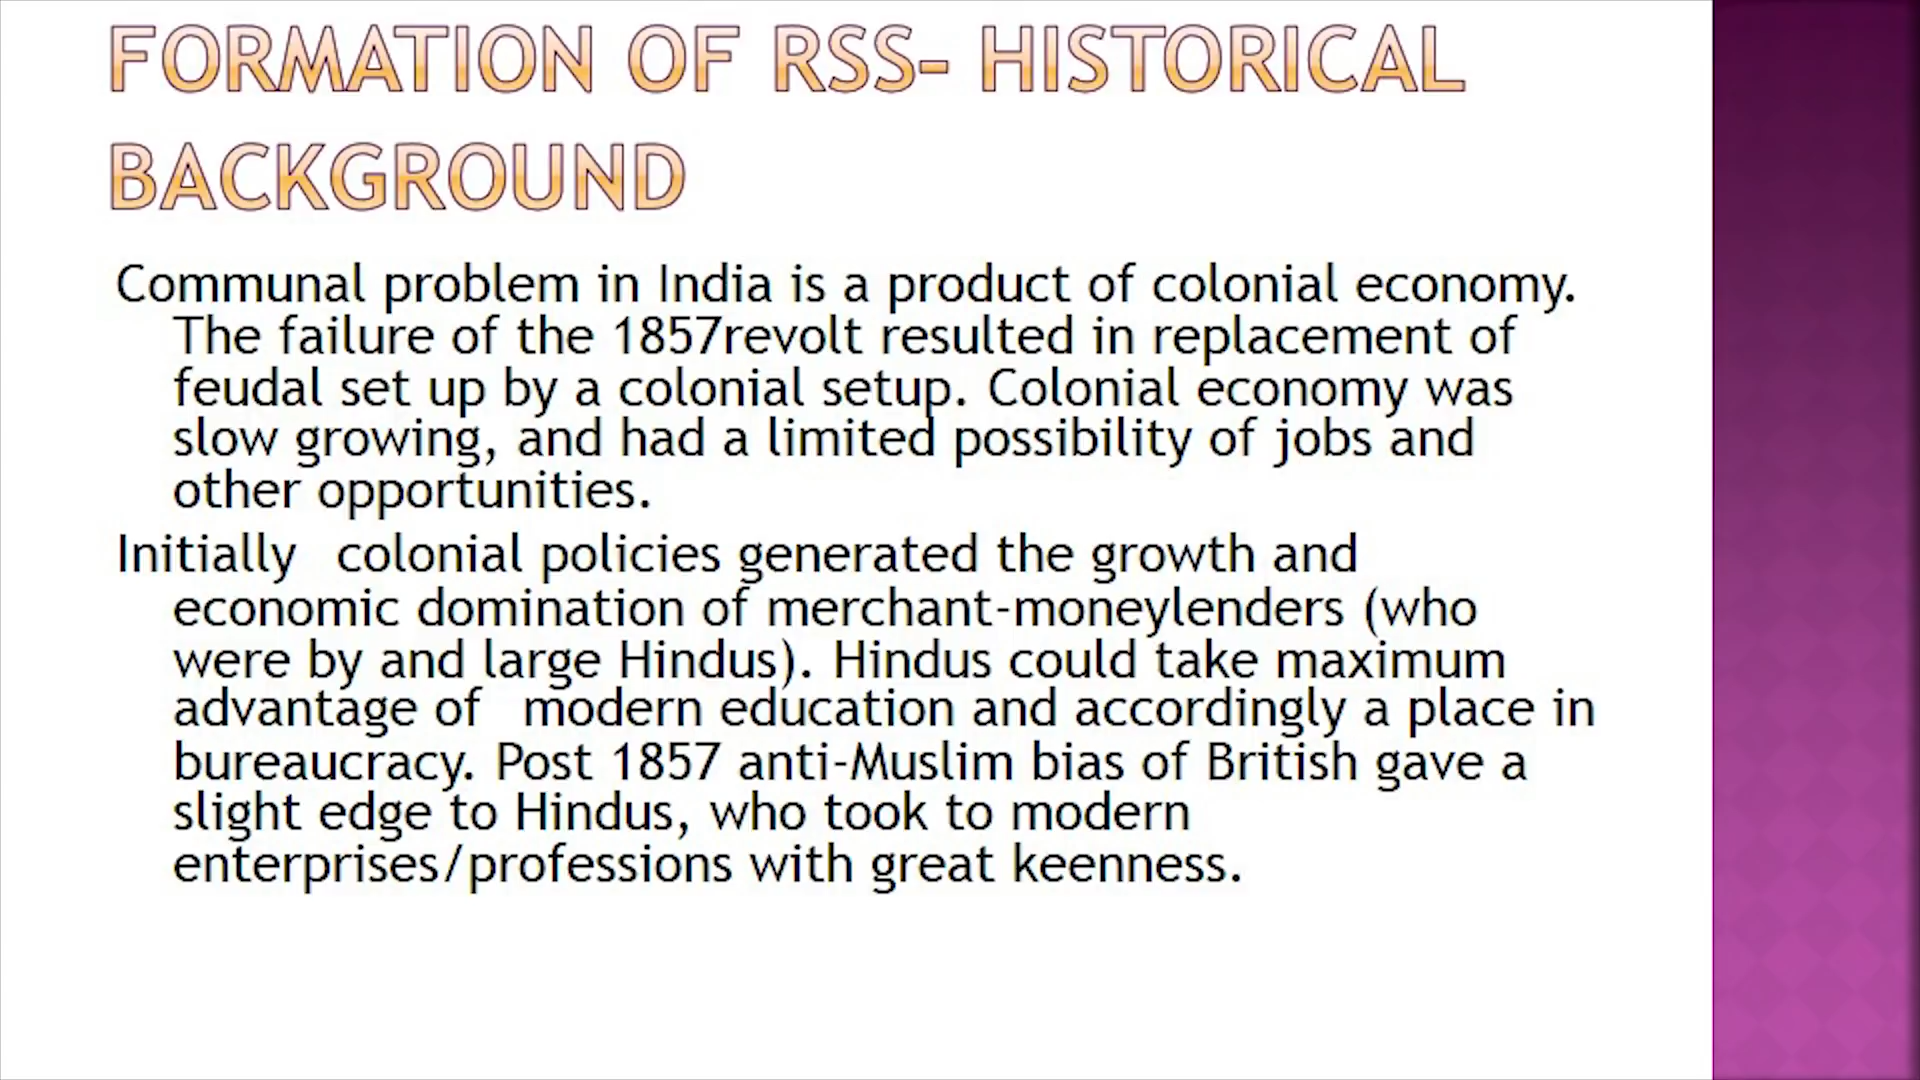 FORMATION OF RSS- HISTORICAL
BACKGROUND
Communal problem in India is a product of colonial economy.
The failure of the 1857revolt resulted in replacement of
feudal set up by a colonial setup. Colonial economy was
slow growing, and had a limited possibility of jobs and
other opportunities.
Initially colonial policies generated the growth and
economic domination of merchant-moneylenders (who
were by and large Hindus). Hindus could take maximum
advantage of modern education and accordingly a place in
bureaucracy. Post 1857 anti-Muslim bias of British gave a
slight edge to Hindus, who took to modern
enterprises/professions with great keenness.